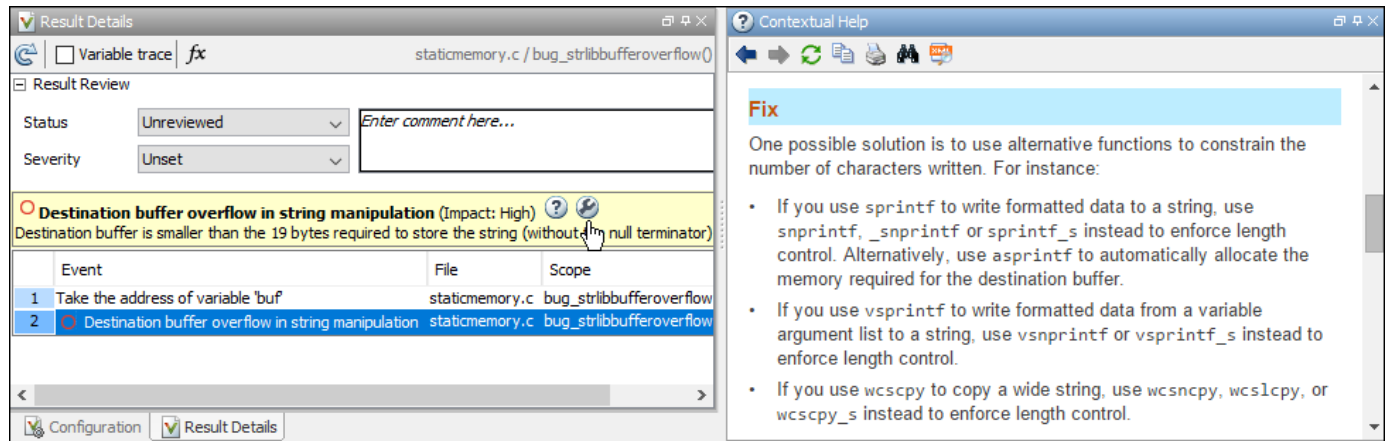 Result Details
Variable trace fx staticmemory.c / bug_strlibbufferoverflow()
Result Review
Status Unreviewed Enter comment here...
Severity Unset
Destination buffer overflow in string manipulation (Impact: High) ?
Destination buffer is smaller than the 19 bytes required to store the string (without null terminator)
Event File Scope
1 Take the address of variable 'buf' staticmemory.c bug_strlibbufferoverflow
2 Destination buffer overflow in string manipulation staticmemory.c bug_strlibbufferoverflow
Configuration Result Details
? Contextual Help
Fix
One possible solution is to use alternative functions to constrain the
number of characters written. For instance:
• If you use sprintf to write formatted data to a string, use
snprintf, _snprintf or sprintf_s instead to enforce length
control. Alternatively, use asprintf to automatically allocate the
memory required for the destination buffer.
• If you use vsprintf to write formatted data from a variable
argument list to a string, use vsnprintf or vsprintf_s instead to
enforce length control.
• If you use wcscpy to copy a wide string, use wcsncpy, wcslcpy, or
wcscpy_s instead to enforce length control.